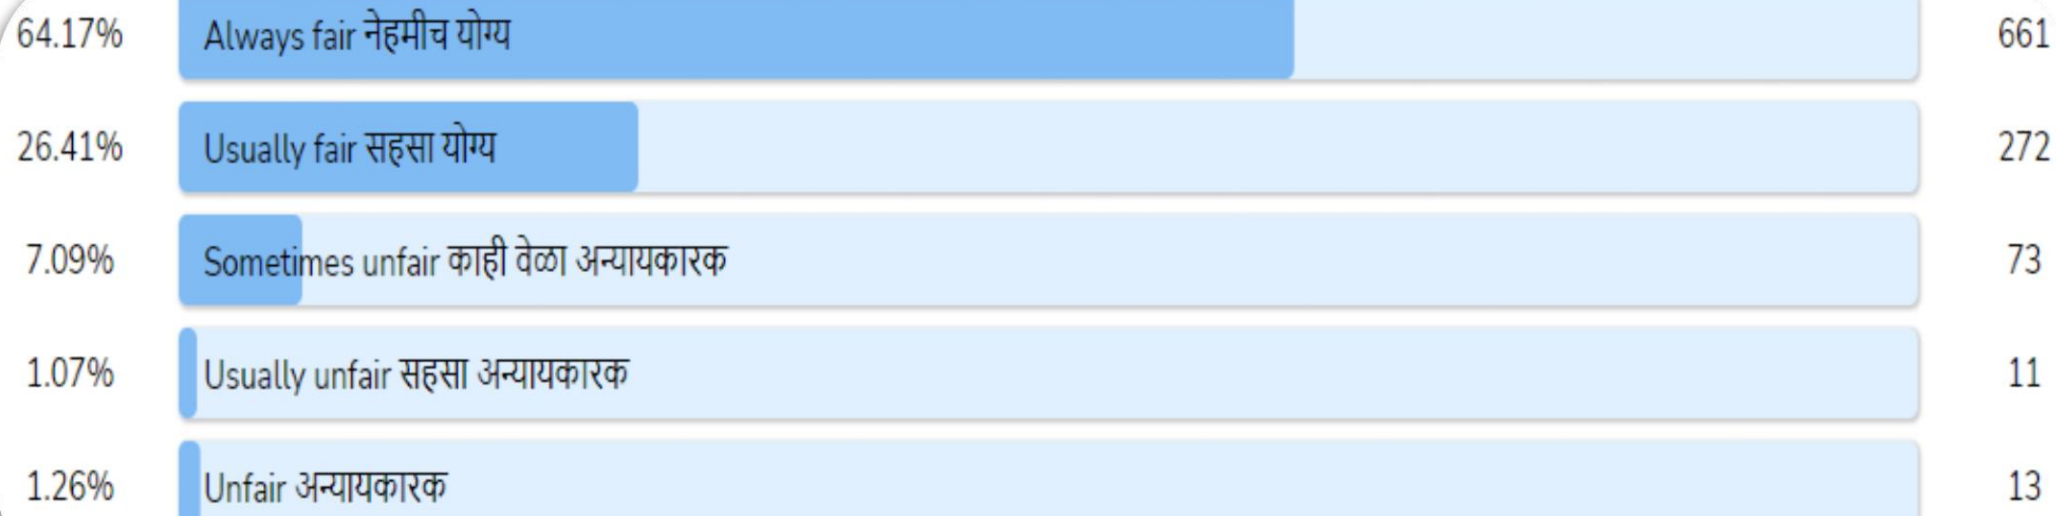 64.17% Always fair नेहमीच योग्य 661
26.41% Usually fair सहसा योग्य 272
7.09% Sometimes unfair काही वेळा अन्यायकारक 73
1.07% Usually unfair सहसा अन्यायकारक 11
1.26% Unfair अन्यायकारक 13